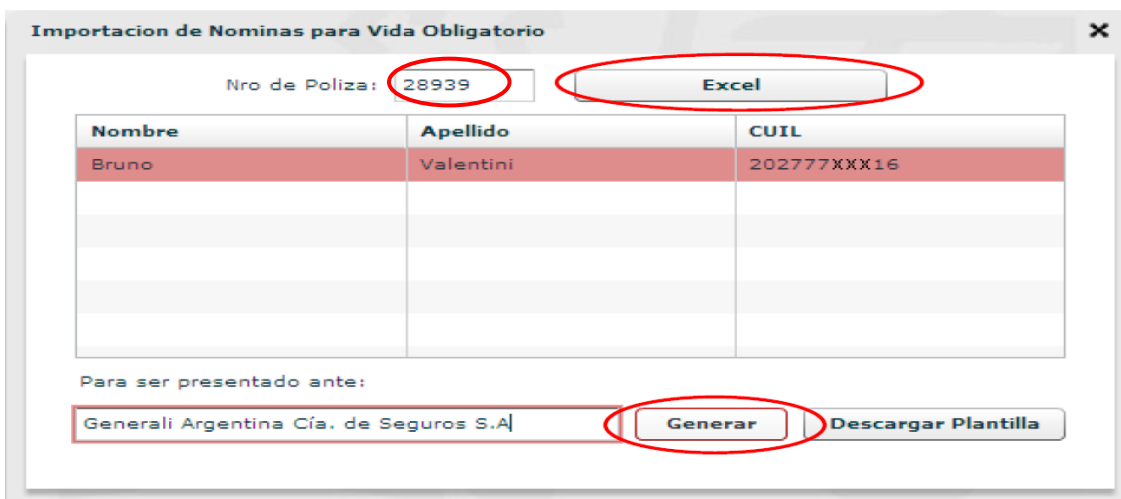 Importacion de Nominas para Vida Obligatorio
Nro de Poliza: 28939 Excel
Nombre Apellido CUIL
Bruno Valentini 202777XXX16
Para ser presentado ante:
Generali Argentina Cía. de Seguros S.A Generar Descargar Plantilla